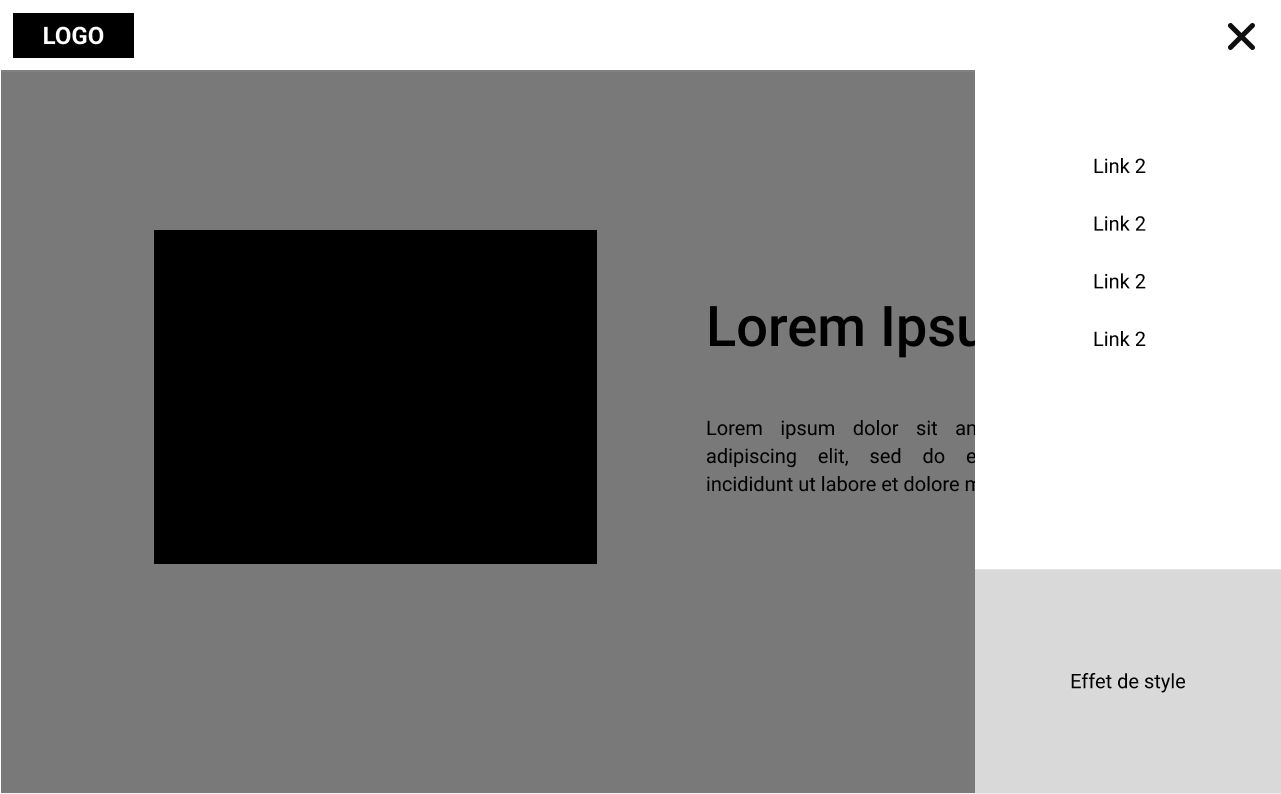 LOGO
Link 2
Link 2
Link 2
Link 2
Lorem Ipsu
Lorem ipsum dolor sit an
adipiscing elit, sed do e
incididunt ut labore et dolore m
Effet de style